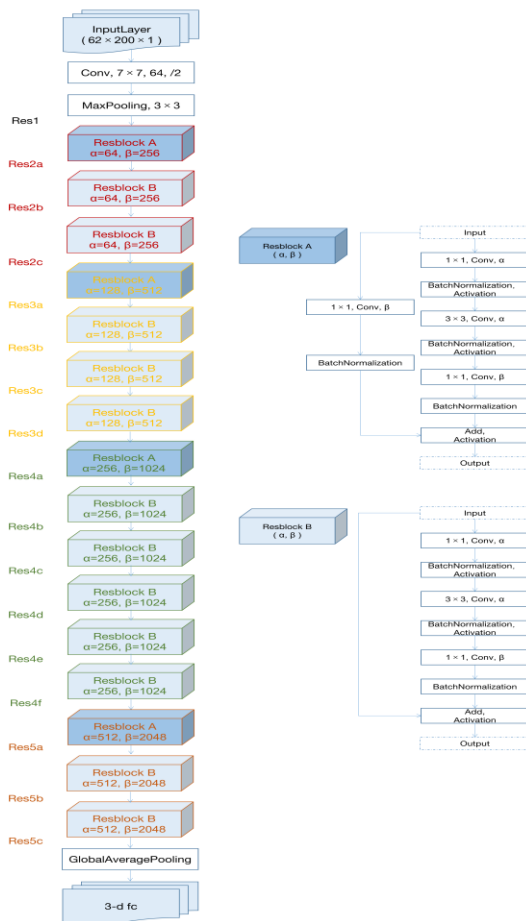 InputLayer
( 62 × 200 × 1 )
Conv, 7 × 7, 64, /2
MaxPooling, 3 × 3
Res1
Resblock A
α=64, β=256
Res2a
Resblock B
α=64, β=256
Res2b
Resblock B
α=64, β=256
Res2c
Resblock A
α=128, β=512
Res3a
Resblock B
α=128, β=512
Res3b
Resblock B
α=128, β=512
Res3c
Resblock B
α=128, β=512
Res3d
Resblock A
α=256, β=1024
Res4a
Resblock B
α=256, β=1024
Res4b
Resblock B
α=256, β=1024
Res4c
Resblock B
α=256, β=1024
Res4d
Resblock B
α=256, β=1024
Res4e
Resblock B
α=256, β=1024
Res4f
Resblock A
α=512, β=2048
Res5a
Resblock B
α=512, β=2048
Res5b
Resblock B
α=512, β=2048
Res5c
GlobalAveragePooling
3-d fc
Resblock A
( α, β )
1 × 1, Conv, β
BatchNormalization
Input
1 × 1, Conv, α
BatchNormalization,
Activation
3 × 3, Conv, α
BatchNormalization,
Activation
1 × 1, Conv, β
BatchNormalization
Add,
Activation
Output
Resblock B
( α, β )
Input
1 × 1, Conv, α
BatchNormalization,
Activation
3 × 3, Conv, α
BatchNormalization,
Activation
1 × 1, Conv, β
BatchNormalization
Add,
Activation
Output